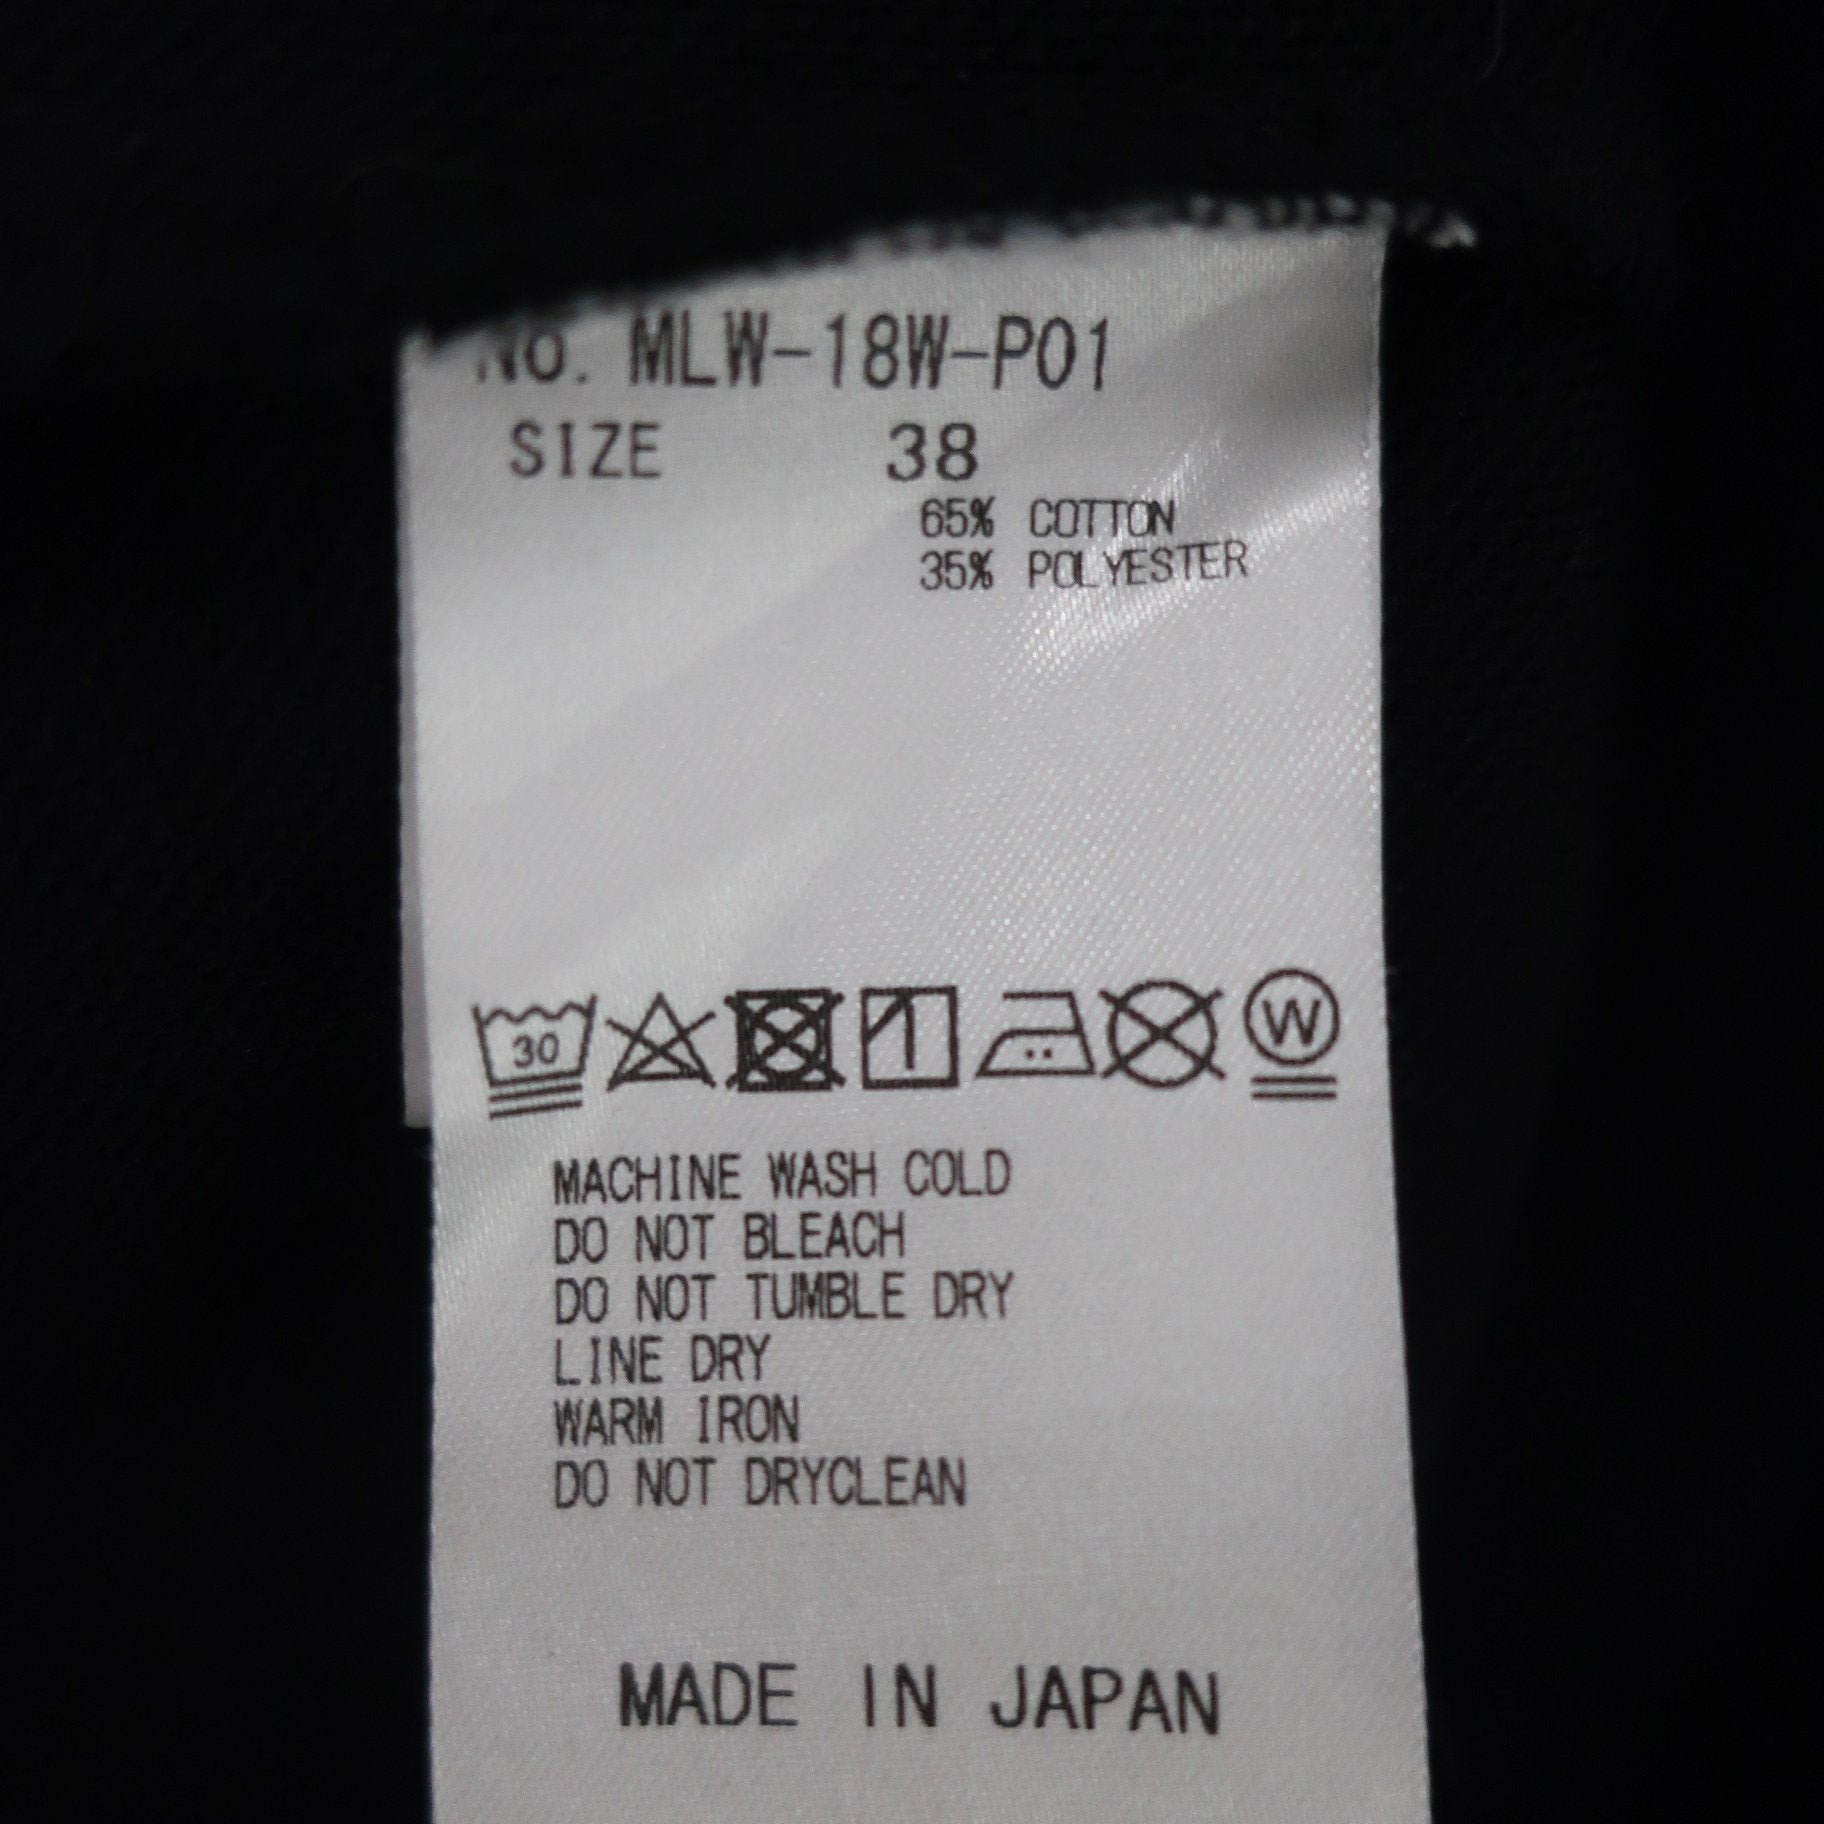 No. MLW-18W-P01
SIZE 38
65% COTTON
35% POLYESTER
30 W
MACHINE WASH COLD
DO NOT BLEACH
DO NOT TUMBLE DRY
LINE DRY
WARM IRON
DO NOT DRYCLEAN
MADE IN JAPAN